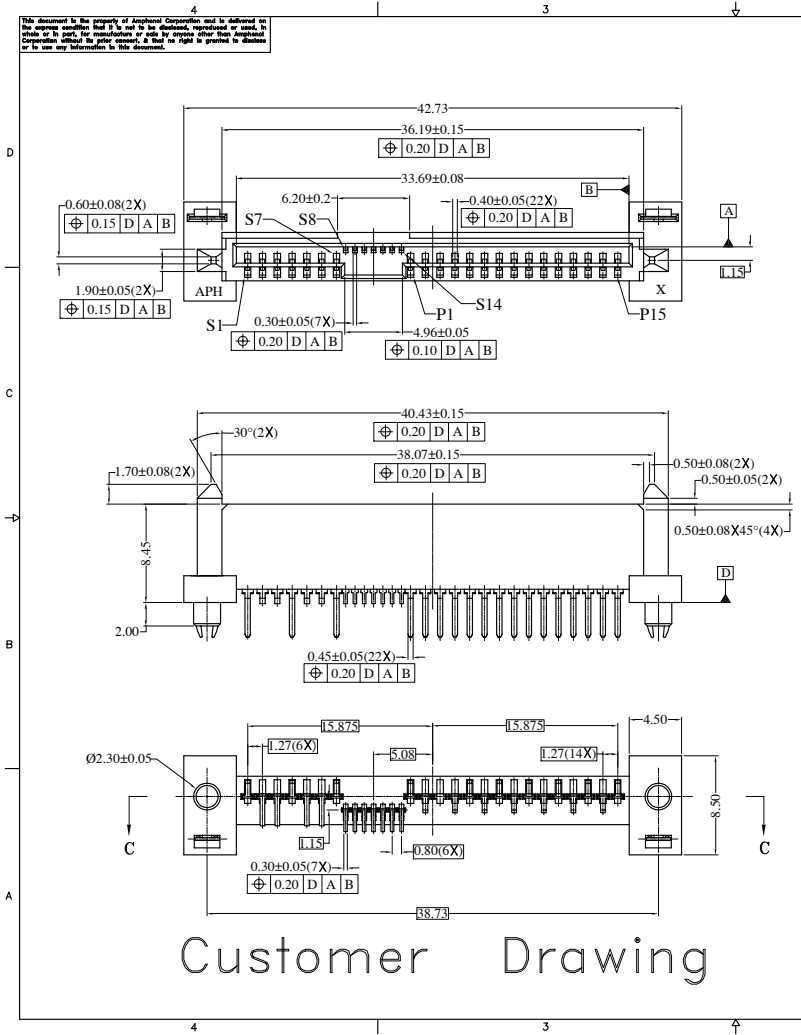 4
3
This document is the property of Amphenol Corporation and is delivered on
the express condition that it is not to be disclosed, reproduced or used, in
whole or in part, for manufacture or sale by anyone other than Amphenol
Corporation without its prior consent, & that no right is granted to disclose
or to use any information in this document.
42.73
D
36.19±0.15
⌖ 0.20 D A B
33.69±0.08
B
6.20±0.2
0.40±0.05(22X)
⌖ 0.20 D A B
0.60±0.08(2X)
⌖ 0.15 D A B
S7
S8
A
1.15
1.90±0.05(2X)
⌖ 0.15 D A B
APH
X
S14
S1
P1
P15
0.30±0.05(7X)
⌖ 0.20 D A B
4.96±0.05
⌖ 0.10 D A B
C
40.43±0.15
⌖ 0.20 D A B
30°(2X)
38.07±0.15
⌖ 0.20 D A B
1.70±0.08(2X)
0.50±0.08(2X)
0.50±0.05(2X)
0.50±0.08X45°(4X)
8.45
D
2.00
B
0.45±0.05(22X)
⌖ 0.20 D A B
15.875
15.875
4.50
1.27(6X)
5.08
1.27(14X)
Ø2.30±0.05
8.50
C
C
1.15
0.80(6X)
0.30±0.05(7X)
⌖ 0.20 D A B
A
38.73
Customer Drawing
4
3